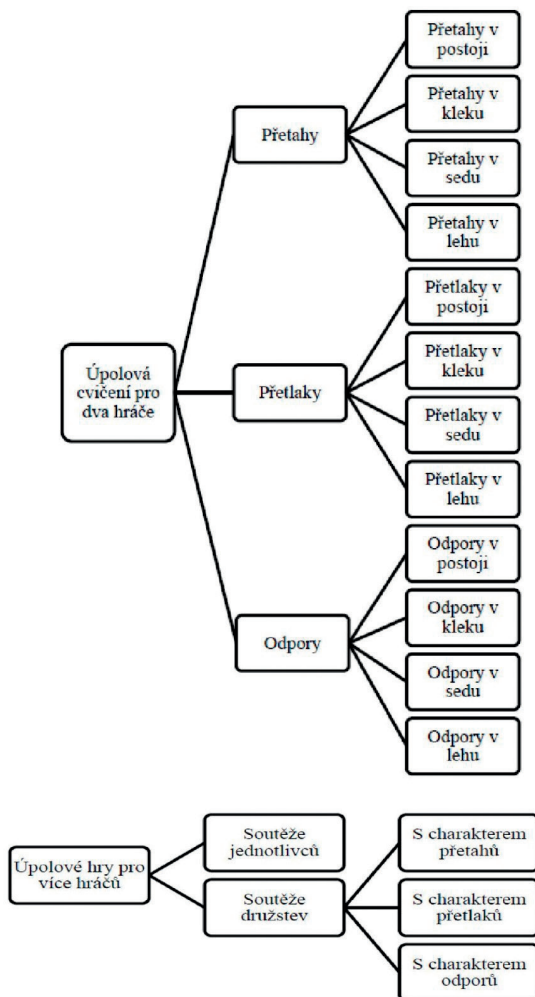 Přetahy v
postoji
Přetahy v
kleku
Přetahy
Přetahy v
sedu
Přetahy v
lehu
Přetlaky v
postoji
Úpolová
cvičení pro
dva hráče
Přetlaky v
kleku
Přetlaky
Přetlaky v
sedu
Přetlaky v
lehu
Odpory v
postoji
Odpory v
kleku
Odpory
Odpory v
sedu
Odpory v
lehu
Úpolové hry pro
více hráčů
Soutěže
jednotlivců
Soutěže
družstev
S charakterem
přetahů
S charakterem
přetlaků
S charakterem
odporů